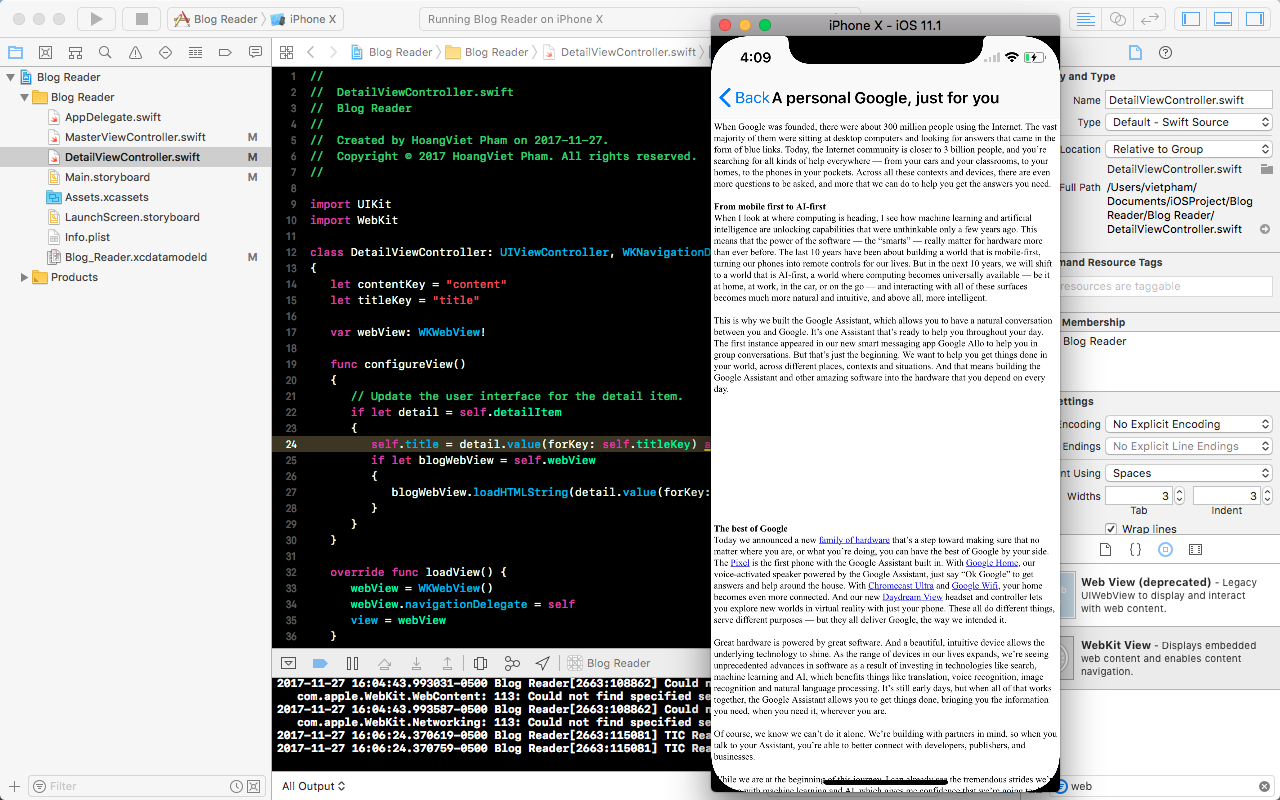 Blog Reader
iPhone X
Running Blog Reader on iPhone X
Blog Reader
Blog Reader
AppDelegate.swift
MasterViewController.swift M
DetailViewController.swift
Main.storyboard M
Assets.xcassets
LaunchScreen.storyboard
Info.plist
Blog_Reader.xcdatamodeld M
Products
Filter
Blog Reader
Blog Reader
DetailViewController.swift
1 //
2 // DetailViewController.swift
3 // Blog Reader
4 //
5 // Created by HoangViet Pham on 2017-11-27.
6 // Copyright © 2017 HoangViet Pham. All rights reserved.
7 //
8
9 import UIKit
10 import WebKit
11
12 class DetailViewController: UIViewController, WKNavigationD
13 {
14 let contentKey = "content"
15 let titleKey = "title"
16
17 var webView: WKWebView!
18
19 func configureView()
20 {
21 // Update the user interface for the detail item.
22 if let detail = self.detailItem
23 {
24 self.title = detail.value(forKey: self.titleKey) a
25 if let blogWebView = self.webView
26 {
27 blogWebView.loadHTMLString(detail.value(forKey:
28 }
29 }
30 }
31
32 override func loadView() {
33 webView = WKWebView()
34 webView.navigationDelegate = self
35 view = webView
36 }
Blog Reader
2017-11-27 16:04:43.993031-0500 Blog Reader[2663:108862] Could n
com.apple.WebKit.WebContent: 113: Could not find specified se
2017-11-27 16:04:43.993587-0500 Blog Reader[2663:108862] Could n
com.apple.WebKit.Networking: 113: Could not find specified se
2017-11-27 16:06:24.370619-0500 Blog Reader[2663:115081] TIC Rea
2017-11-27 16:06:24.370759-0500 Blog Reader[2663:115081] TIC Rea
All Output
iPhone X - iOS 11.1
4:09
Back A personal Google, just for you
When Google was founded, there were about 300 million people using the Internet. The vast
majority of them were sitting at desktop computers and looking for answers that came in the
form of blue links. Today, the Internet community is closer to 3 billion people, and you're
searching for all kinds of help everywhere — from your cars and your classrooms, to your
homes, to the phones in your pockets. Across all these contexts and devices, there are even
more questions to be asked, and more that we can do to help you get the answers you need.
From mobile first to AI-first
When I look at where computing is heading, I see how machine learning and artificial
intelligence are unlocking capabilities that were unthinkable only a few years ago. This
means that the power of the software — the “smarts” — really matter for hardware more
than ever before. The last 10 years have been about building a world that is mobile-first,
turning our phones into remote controls for our lives. But in the next 10 years, we will shift
to a world that is AI-first, a world where computing becomes universally available — be it
at home, at work, in the car, or on the go — and interacting with all of these surfaces
becomes much more natural and intuitive, and above all, more intelligent.
This is why we built the Google Assistant, which allows you to have a natural conversation
between you and Google. It's one Assistant that's ready to help you throughout your day.
The first instance appeared in our new smart messaging app Google Allo to help you in
group conversations. But that's just the beginning. We want to help you get things done in
your world, across different places, contexts and situations. And that means building the
Google Assistant and other amazing software into the hardware that you depend on every
day.
The best of Google
Today we announced a new family of hardware that's a step toward making sure that no
matter where you are, or what you're doing, you can have the best of Google by your side.
The Pixel is the first phone with the Google Assistant built in. With Google Home, our
voice-activated speaker powered by the Google Assistant, just say “Ok Google” to get
answers and help around the house. With Chromecast Ultra and Google Wifi, your home
becomes even more connected. And our new Daydream View headset and controller lets
you explore new worlds in virtual reality with just your phone. These all do different things,
serve different purposes — but they all deliver Google, the way we intended it.
Great hardware is powered by great software. And a beautiful, intuitive device allows the
underlying technology to shine. As the range of devices in our lives expands, we're seeing
unprecedented advances in software as a result of investing in technologies like search,
machine learning and AI, which benefits things like translation, voice recognition, image
recognition and natural language processing. It's still early days, but when all of that works
together, the Google Assistant allows you to get things done, bringing you the information
you need, when you need it, wherever you are.
Of course, we know we can't do it alone. We're building with partners in mind, so when you
talk to your Assistant, you're able to better connect with developers, publishers, and
businesses.
While we are at the beginning of this journey, I can already see the tremendous strides we'r
with machine learning and AI, which gives me confidence that we're going to
y and Type
Name DetailViewController.swift
Type Default - Swift Source
Location Relative to Group
DetailViewController.swift
Full Path /Users/vietpham/
Documents/iOSProject/Blog
Reader/Blog Reader/
DetailViewController.swift
mand Resource Tags
resources are taggable
Membership
Blog Reader
ettings
ncoding No Explicit Encoding
Endings No Explicit Line Endings
nt Using Spaces
Widths 3 3
Tab Indent
Wrap lines
Web View (deprecated) - Legacy
UIWebView to display and interact
with web content.
WebKit View - Displays embedded
web content and enables content
navigation.
web